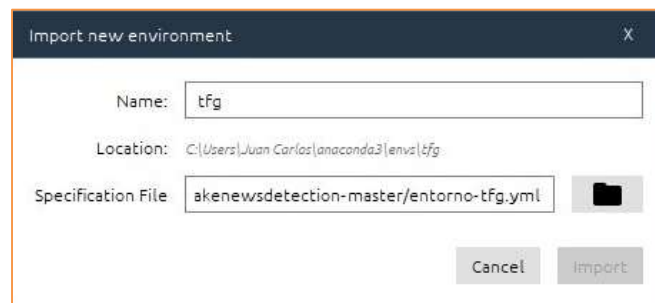 Import new environment X
Name: tfg
Location: C:\Users\Juan Carlos\anaconda3\envs\tfg
Specification File akenewsdetection-master/entorno-tfg.yml
Cancel Import